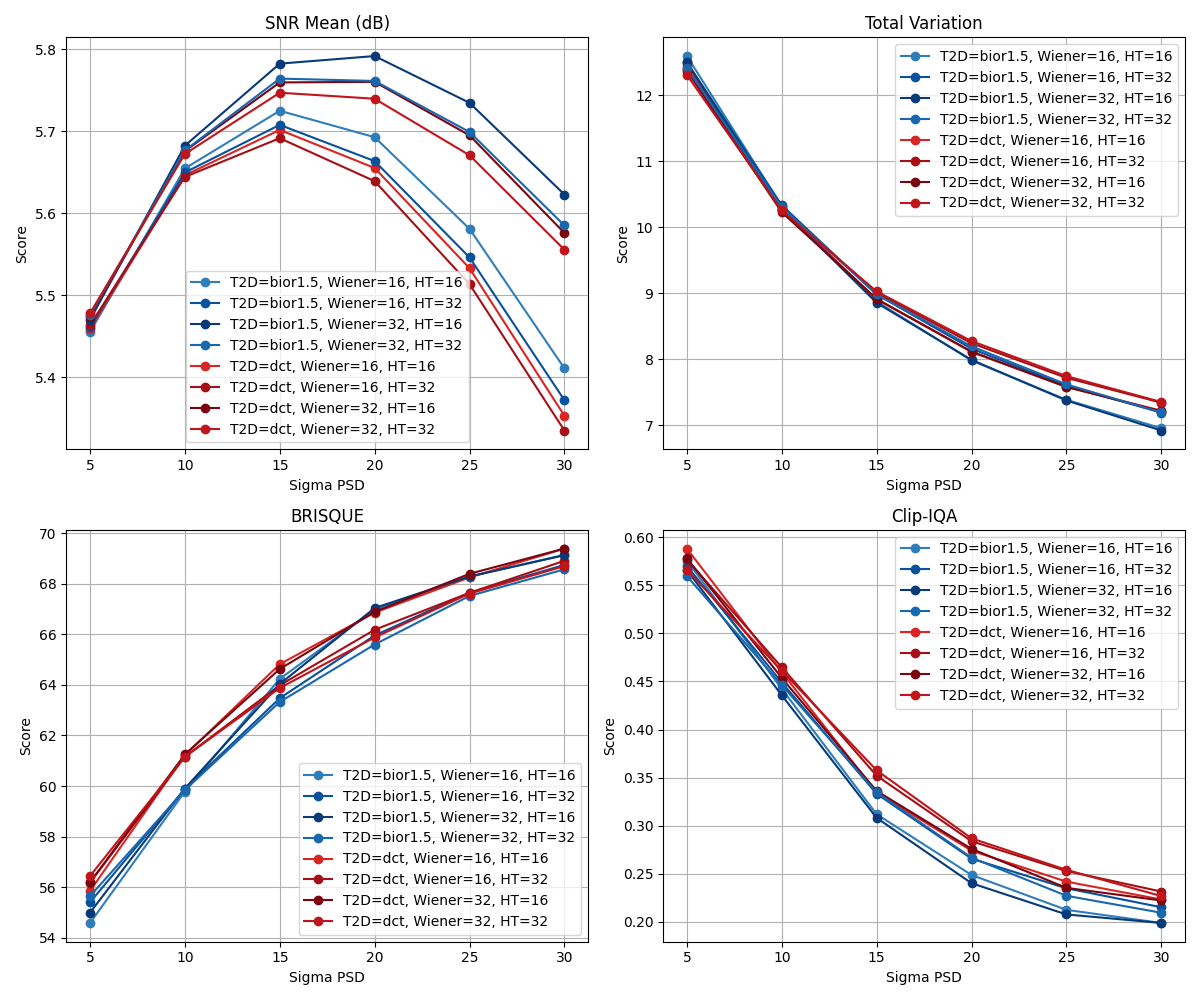 SNR Mean (dB)
Score
5.8
5.7
5.6
5.5
5.4
T2D=bior1.5, Wiener=16, HT=16
T2D=bior1.5, Wiener=16, HT=32
T2D=bior1.5, Wiener=32, HT=16
T2D=bior1.5, Wiener=32, HT=32
T2D=dct, Wiener=16, HT=16
T2D=dct, Wiener=16, HT=32
T2D=dct, Wiener=32, HT=16
T2D=dct, Wiener=32, HT=32
5 10 15 20 25 30
Sigma PSD
Total Variation
Score
12
11
10
9
8
7
T2D=bior1.5, Wiener=16, HT=16
T2D=bior1.5, Wiener=16, HT=32
T2D=bior1.5, Wiener=32, HT=16
T2D=bior1.5, Wiener=32, HT=32
T2D=dct, Wiener=16, HT=16
T2D=dct, Wiener=16, HT=32
T2D=dct, Wiener=32, HT=16
T2D=dct, Wiener=32, HT=32
5 10 15 20 25 30
Sigma PSD
BRISQUE
Score
70
68
66
64
62
60
58
56
54
T2D=bior1.5, Wiener=16, HT=16
T2D=bior1.5, Wiener=16, HT=32
T2D=bior1.5, Wiener=32, HT=16
T2D=bior1.5, Wiener=32, HT=32
T2D=dct, Wiener=16, HT=16
T2D=dct, Wiener=16, HT=32
T2D=dct, Wiener=32, HT=16
T2D=dct, Wiener=32, HT=32
5 10 15 20 25 30
Sigma PSD
Clip-IQA
Score
0.60
0.55
0.50
0.45
0.40
0.35
0.30
0.25
0.20
T2D=bior1.5, Wiener=16, HT=16
T2D=bior1.5, Wiener=16, HT=32
T2D=bior1.5, Wiener=32, HT=16
T2D=bior1.5, Wiener=32, HT=32
T2D=dct, Wiener=16, HT=16
T2D=dct, Wiener=16, HT=32
T2D=dct, Wiener=32, HT=16
T2D=dct, Wiener=32, HT=32
5 10 15 20 25 30
Sigma PSD